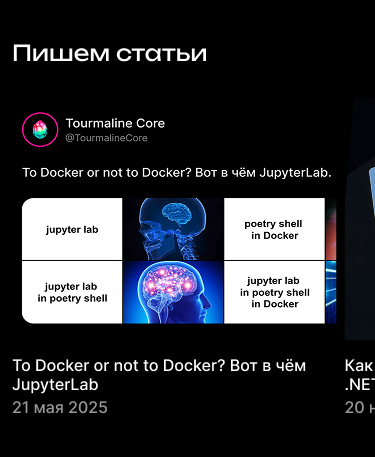 Пишем статьи
Tourmaline Core
@TourmalineCore
To Docker or not to Docker? Вот в чём JupyterLab.
jupyter lab
poetry shell
in Docker
jupyter lab
in poetry shell
jupyter lab
in poetry shell
in Docker
To Docker or not to Docker? Вот в чём
JupyterLab
21 мая 2025
Как
.NET
20 н